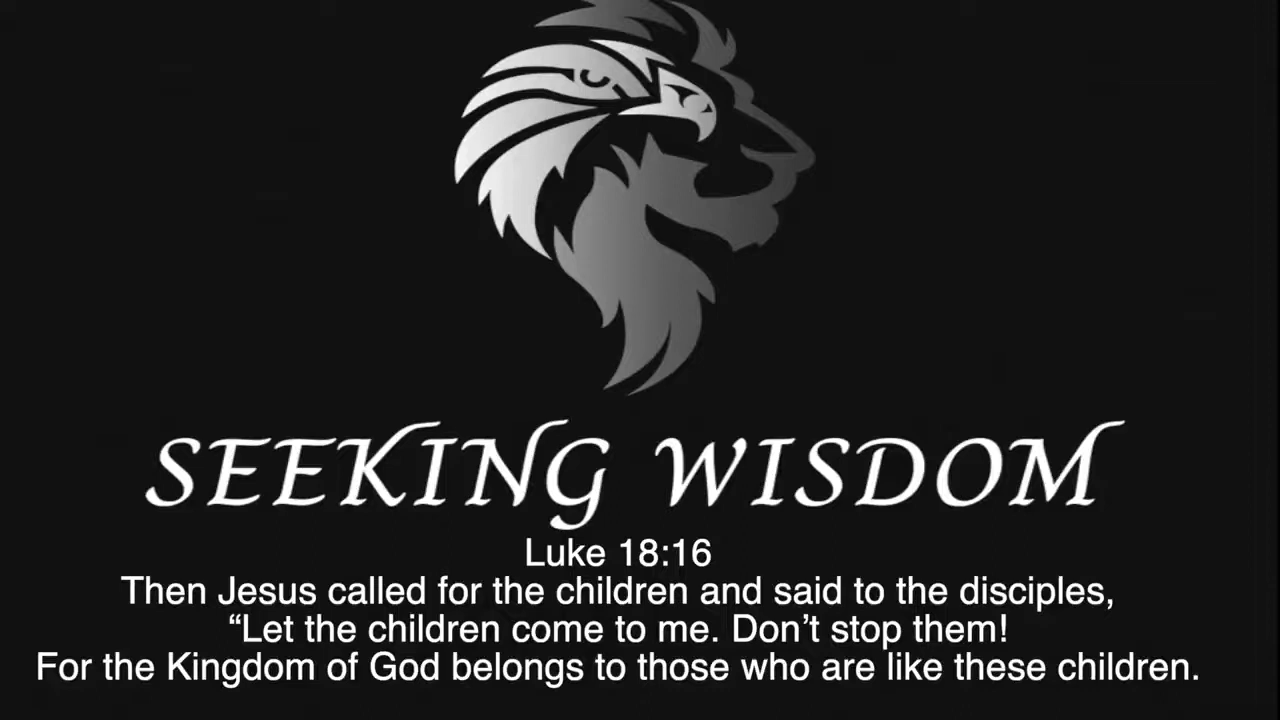 SEEKING WISDOM
Luke 18:16
Then Jesus called for the children and said to the disciples,
“Let the children come to me. Don’t stop them!
For the Kingdom of God belongs to those who are like these children.